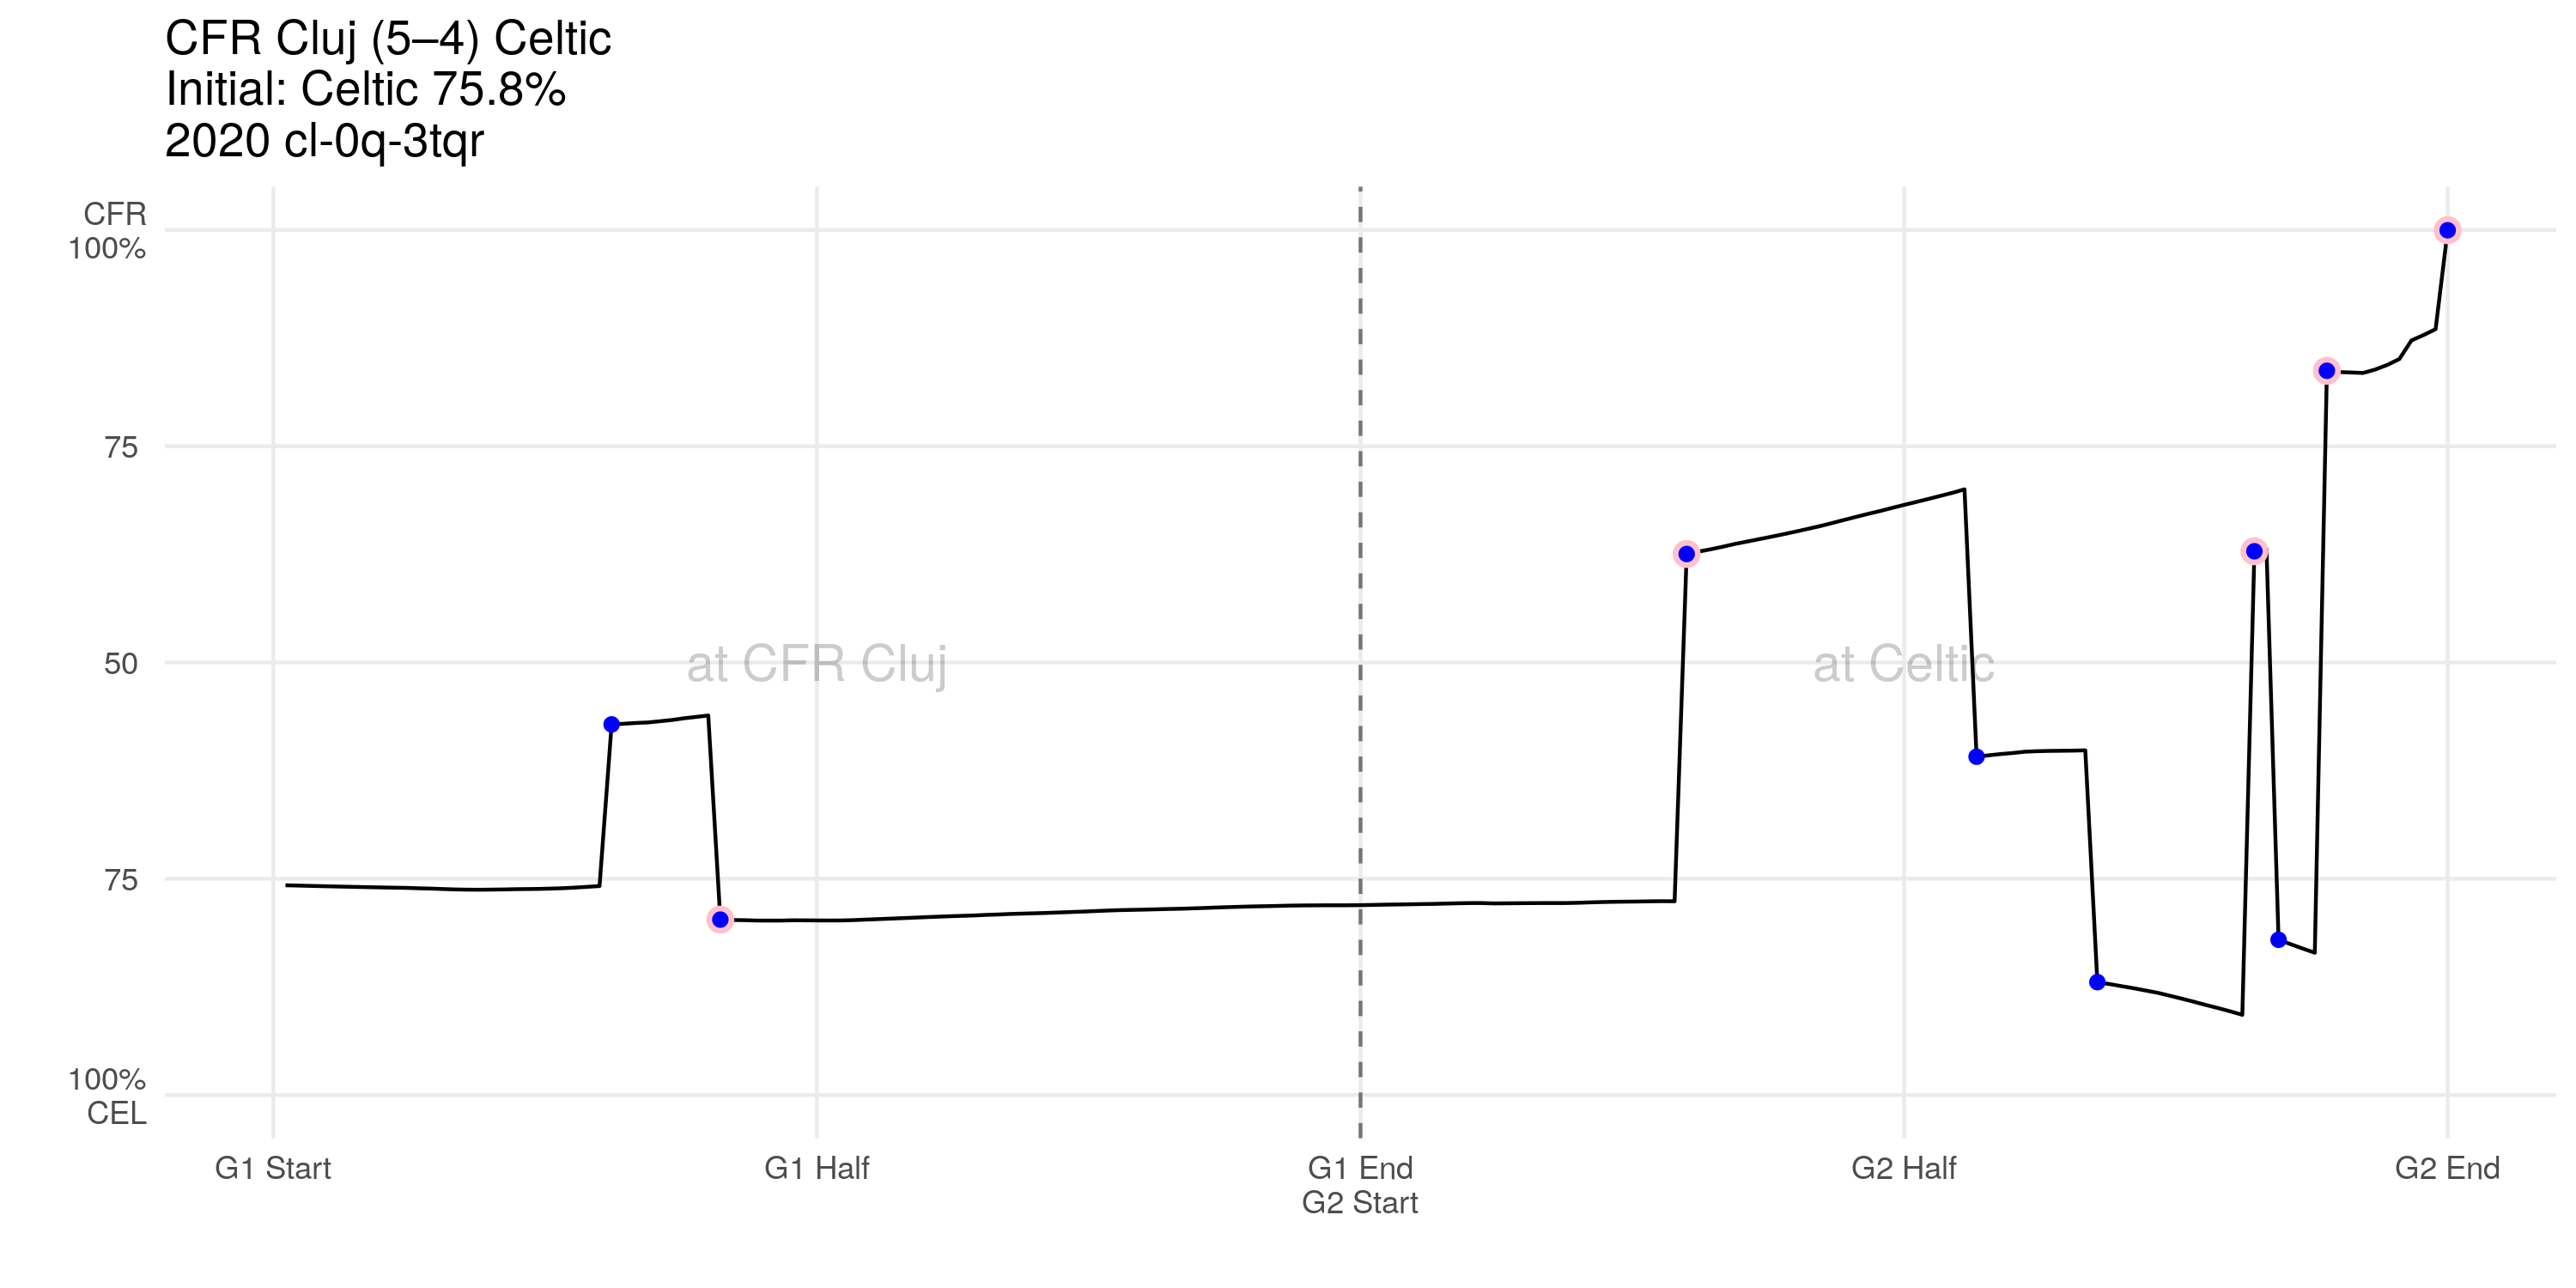 CFR Cluj (5–4) Celtic
Initial: Celtic 75.8%
2020 cl-0q-3tqr
CFR
100%
75
50
75
100%
CEL
at CFR Cluj
at Celtic
G1 Start
G1 Half
G1 End
G2 Start
G2 Half
G2 End